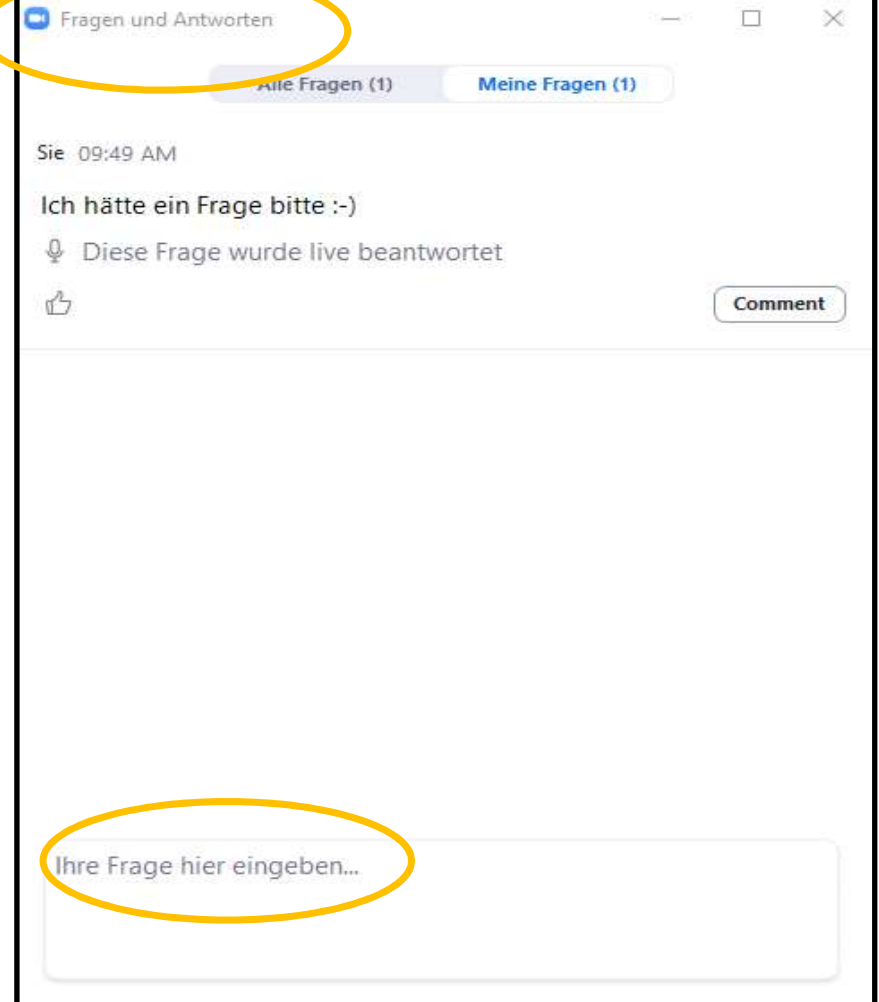 Fragen und Antworten
Alle Fragen (1) Meine Fragen (1)
Sie 09:49 AM
Ich hätte ein Frage bitte :-)
Diese Frage wurde live beantwortet
Comment
Ihre Frage hier eingeben...